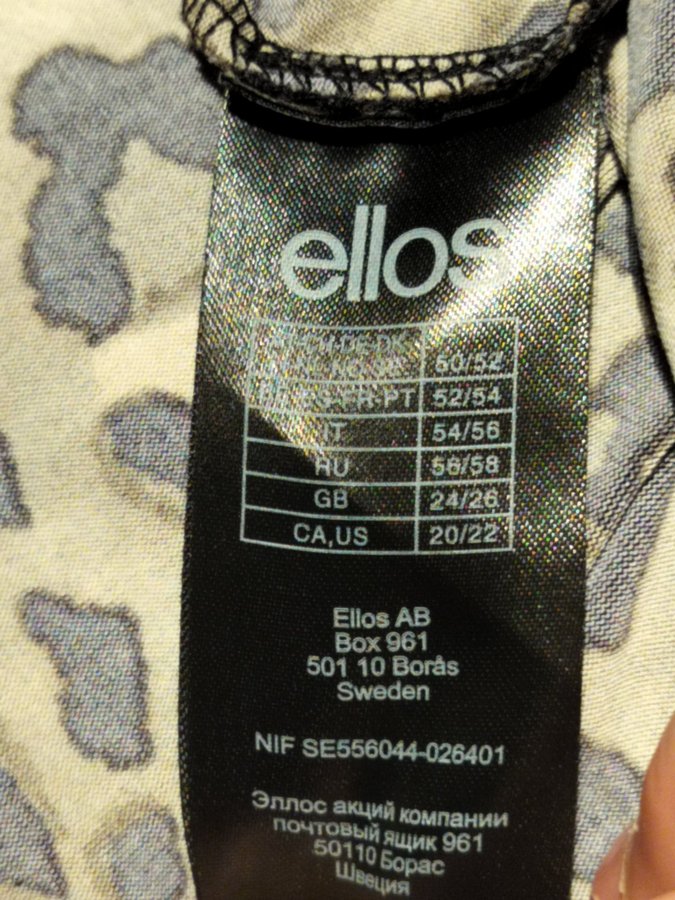 ellos
50/52
ES-FR-PT 52/54
IT 54/56
RU 56/58
GB 24/26
CA,US 20/22
Ellos AB
Box 961
501 10 Borås
Sweden
NIF SE556044-026401
Эллос акций компании
почтовый ящик 961
50110 Борас
Швеция